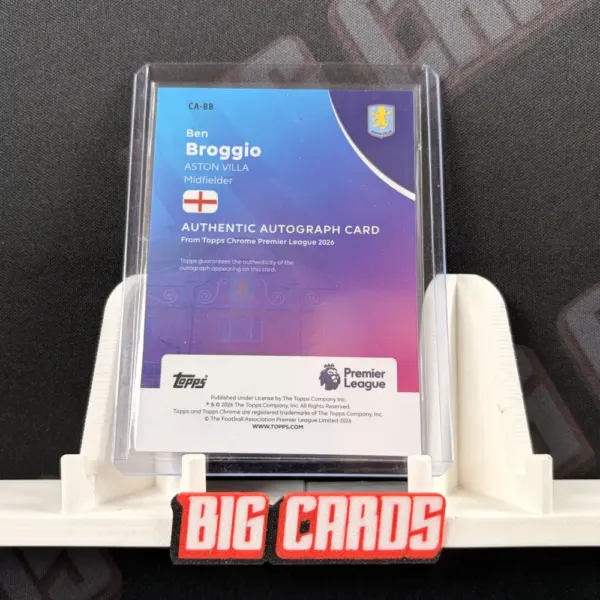 CA-BB
Ben
Broggio
ASTON VILLA
Midfielder
AUTHENTIC AUTOGRAPH CARD
From Topps Chrome Premier League 2026
Topps guarantees the authenticity of the
autograph appearing on this card.
Topps
Premier
League
Published Under License by The Topps Company Inc.
® & © 2026 The Topps Company, Inc. All Rights Reserved.
Topps and Topps Chrome are registered trademarks of The Topps Company, Inc.
© The Football Association Premier League Limited 2026
WWW.TOPPS.COM
BIG CARDS